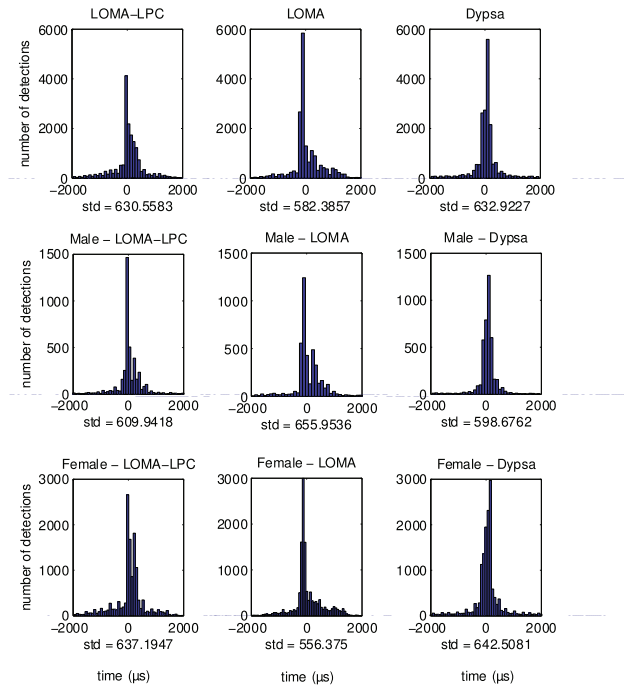 LOMA–LPC
LOMA
Dypsa
number of detections
6000
4000
2000
0
−2000 0 2000
std = 630.5583
6000
4000
2000
0
−2000 0 2000
std = 582.3857
6000
4000
2000
0
−2000 0 2000
std = 632.9227
Male – LOMA–LPC
Male – LOMA
Male – Dypsa
number of detections
1500
1000
500
0
−2000 0 2000
std = 609.9418
1500
1000
500
0
−2000 0 2000
std = 655.9536
1500
1000
500
0
−2000 0 2000
std = 598.6762
Female – LOMA–LPC
Female – LOMA
Female – Dypsa
number of detections
3000
2000
1000
0
−2000 0 2000
std = 637.1947
3000
2000
1000
0
−2000 0 2000
std = 556.375
3000
2000
1000
0
−2000 0 2000
std = 642.5081
time (μs)
time (μs)
time (μs)